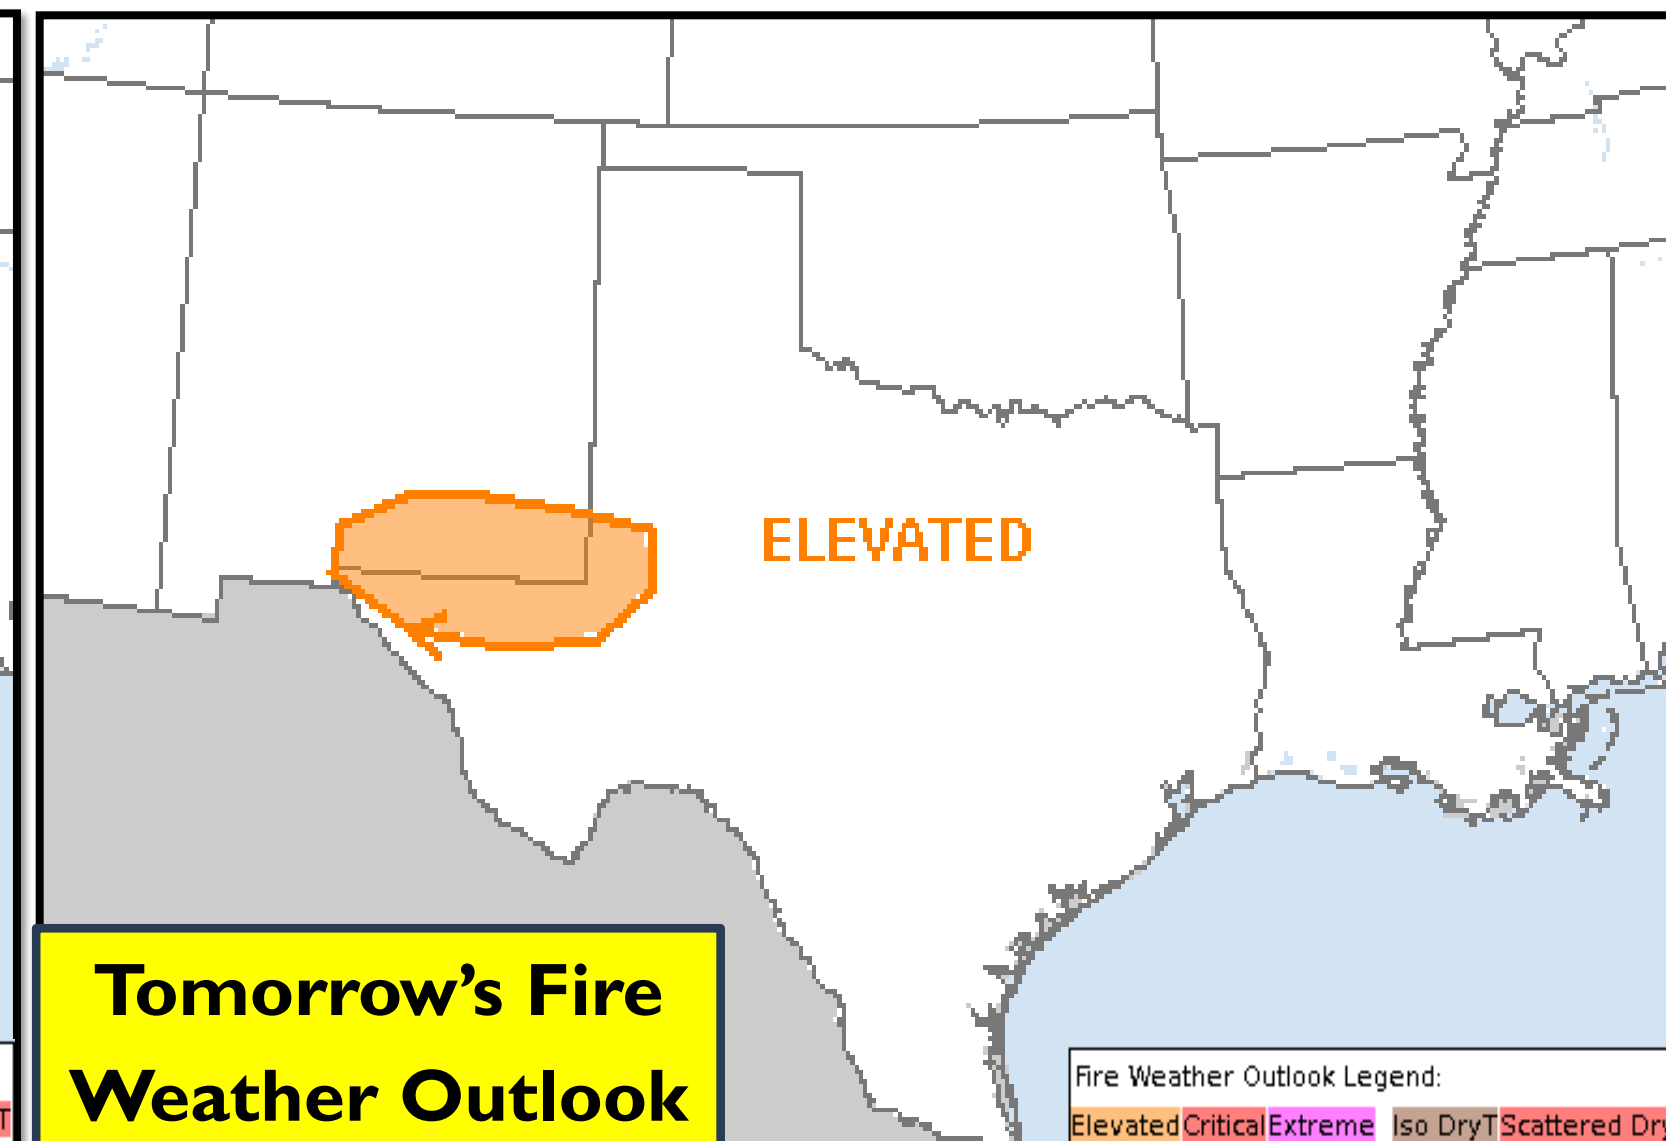 ELEVATED
Tomorrow's Fire
Weather Outlook
Fire Weather Outlook Legend:
Elevated Critical Extreme Iso DryT Scattered Dry
T